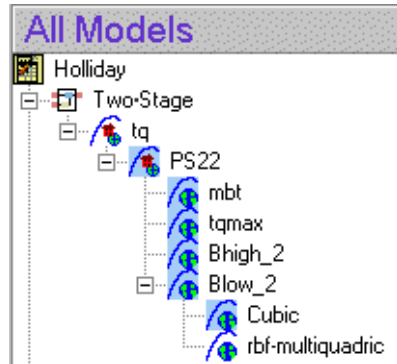 All Models
Holliday
Two-Stage
tq
PS22
mbt
tqmax
Bhigh_2
Blow_2
Cubic
rbf-multiquadric